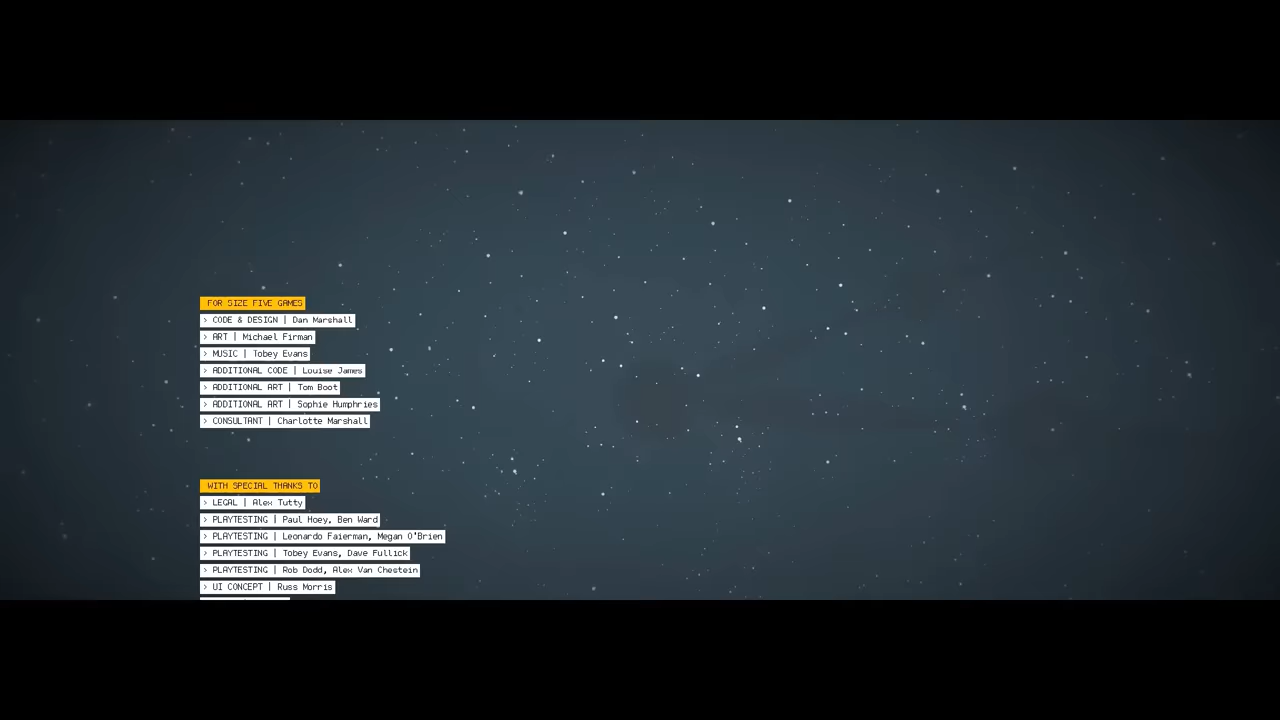 FOR SIZE FIVE GAMES
> CODE & DESIGN | Dan Marshall
> ART | Michael Firman
> MUSIC | Tobey Evans
> ADDITIONAL CODE | Louise James
> ADDITIONAL ART | Tom Boot
> ADDITIONAL ART | Sophie Humphries
> CONSULTANT | Charlotte Marshall
WITH SPECIAL THANKS TO
> LEGAL | Alex Tutty
> PLAYTESTING | Paul Hoey, Ben Ward
> PLAYTESTING | Leonardo Faierman, Megan O'Brien
> PLAYTESTING | Tobey Evans, Dave Fullick
> PLAYTESTING | Rob Dodd, Alex Van Chestein
> UI CONCEPT | Russ Morris